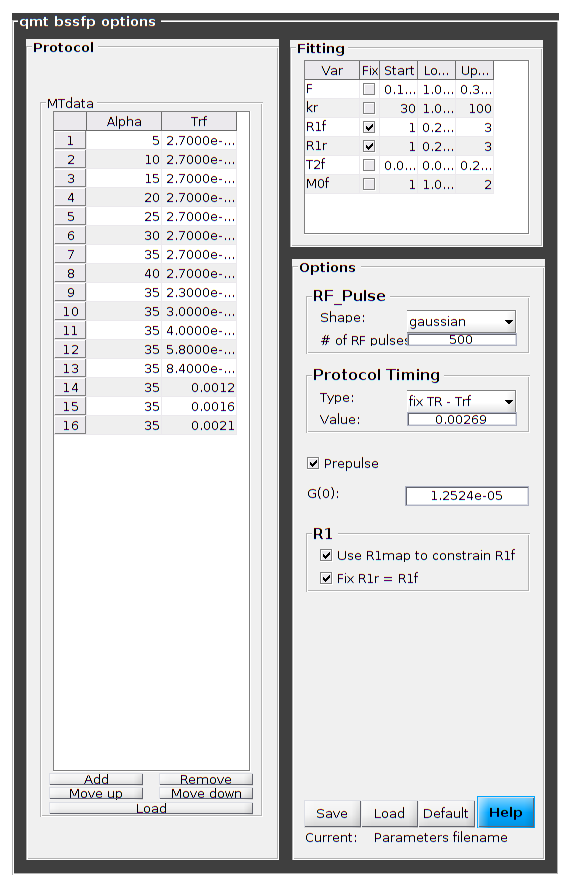 qmt bssfp options
Protocol
MTdata
Alpha Trf
1 5 2.7000e-...
2 10 2.7000e-...
3 15 2.7000e-...
4 20 2.7000e-...
5 25 2.7000e-...
6 30 2.7000e-...
7 35 2.7000e-...
8 40 2.7000e-...
9 35 2.3000e-...
10 35 3.0000e-...
11 35 4.0000e-...
12 35 5.8000e-...
13 35 8.4000e-...
14 35 0.0012
15 35 0.0016
16 35 0.0021
Add Remove
Move up Move down
Load
Fitting
Var Fix Start Lo... Up...
F 0.1... 1.0... 0.3...
kr 30 1.0... 100
R1f 1 0.2... 3
R1r 1 0.2... 3
T2f 0.0... 0.0... 0.2...
M0f 1 1.0... 2
Options
RF_Pulse
Shape: gaussian
# of RF pulses 500
Protocol Timing
Type: fix TR - Trf
Value: 0.00269
Prepulse
G(0): 1.2524e-05
R1
Use R1map to constrain R1f
Fix R1r = R1f
Save Load Default Help
Current: Parameters filename